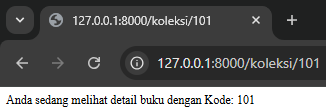 127.0.0.1:8000/koleksi/101
127.0.0.1:8000/koleksi/101
Anda sedang melihat detail buku dengan Kode: 101